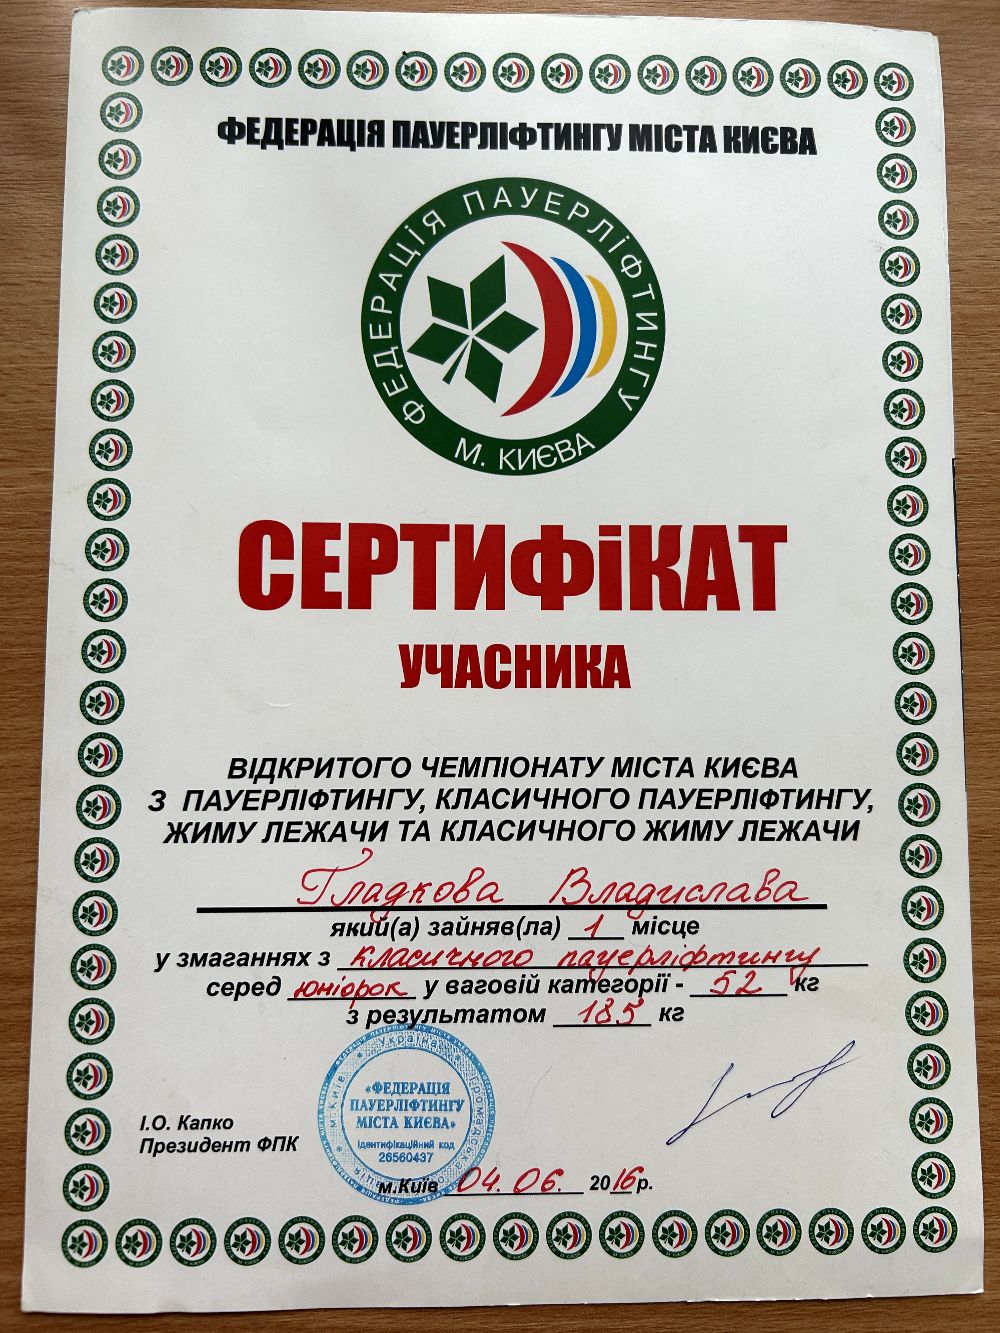 ФЕДЕРАЦІЯ ПАУЕРЛІФТИНГУ МІСТА КИЄВА
ФЕДЕРАЦІЯ ПАУЕРЛІФТИНГУ
М. КИЄВА
СЕРТИФіКАТ
УЧАСНИКА
ВІДКРИТОГО ЧЕМПІОНАТУ МІСТА КИЄВА
З ПАУЕРЛІФТИНГУ, КЛАСИЧНОГО ПАУЕРЛІФТИНГУ,
ЖИМУ ЛЕЖАЧИ ТА КЛАСИЧНОГО ЖИМУ ЛЕЖАЧИ
Гладкова Владислава
який(а) зайняв(ла) 1 місце
у змаганнях з класичного пауерліфтингу
серед юніорок у ваговій категорії - 52 кг
з результатом 185 кг
«ФЕДЕРАЦІЯ
ПАУЕРЛІФТИНГУ
МІСТА КИЄВА»
Ідентифікаційний код
26560437
І.О. Капко
Президент ФПК
м.Київ 04.06. 2016р.